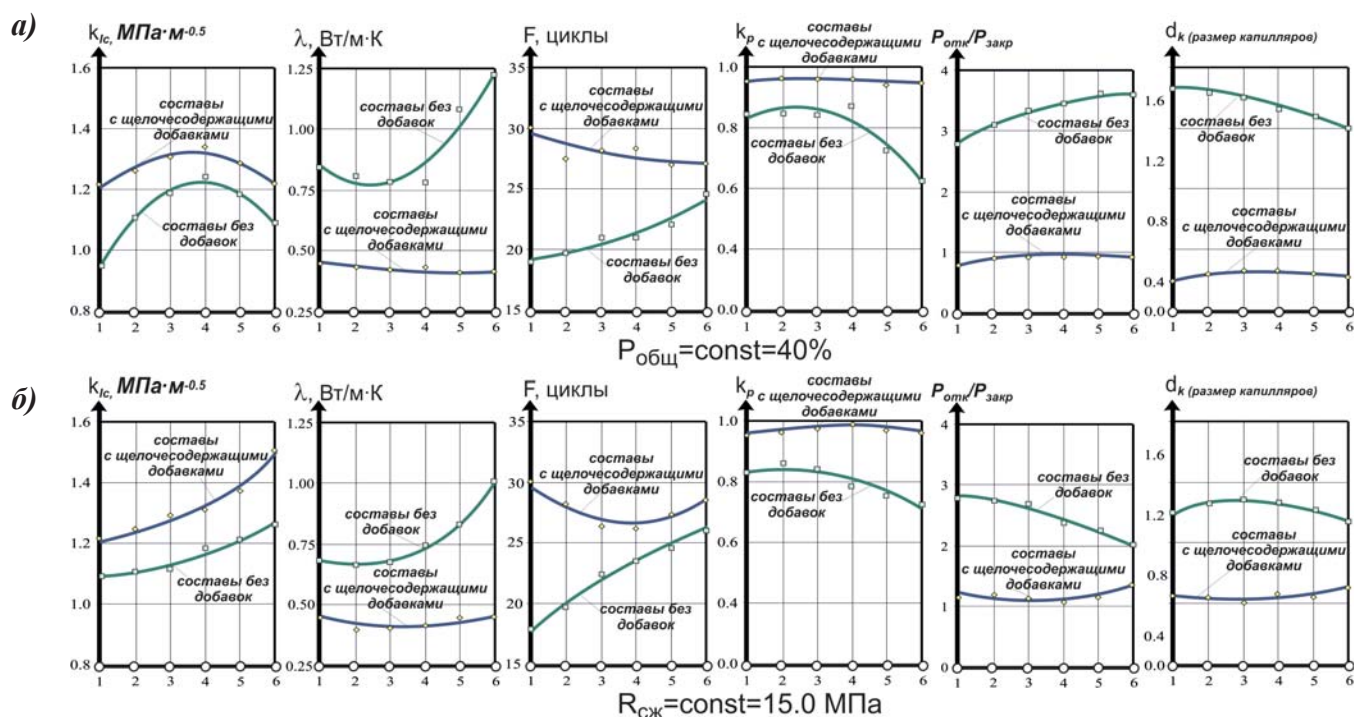 а)
k_Ic, МПа·м^-0.5
1.6
1.4
1.2
1.0
0.8
составы
с щелочесодержащими
добавками
составы без
добавок
1 2 3 4 5 6
λ, Вт/м·К
1.25
1.00
0.75
0.50
0.25
составы без
добавок
составы
с щелочесодержащими
добавками
1 2 3 4 5 6
F, циклы
35
30
25
20
15
составы
с щелочесодержащими
добавками
составы без
добавок
1 2 3 4 5 6
k_p
1.0
0.8
0.6
0.4
0.2
0.0
составы
с щелочесодержащими
добавками
составы без
добавок
1 2 3 4 5 6
P_отк/P_закр
4
3
2
1
0
составы без
добавок
составы
с щелочесодержащими
добавками
1 2 3 4 5 6
d_k (размер капилляров)
1.6
1.2
0.8
0.4
0.0
составы без
добавок
составы
с щелочесодержащими
добавками
1 2 3 4 5 6
P_общ=const=40%
б)
k_Ic, МПа·м^-0.5
1.6
1.4
1.2
1.0
0.8
составы
с щелочесодержащими
добавками
составы без
добавок
1 2 3 4 5 6
λ, Вт/м·К
1.25
1.00
0.75
0.50
0.25
составы без
добавок
составы
с щелочесодержащими
добавками
1 2 3 4 5 6
F, циклы
35
30
25
20
15
составы
с щелочесодержащими
добавками
составы без
добавок
1 2 3 4 5 6
k_p
1.0
0.8
0.6
0.4
0.2
0.0
составы
с щелочесодержащими
добавками
составы без
добавок
1 2 3 4 5 6
P_отк/P_закр
4
3
2
1
0
составы без
добавок
составы
с щелочесодержащими
добавками
1 2 3 4 5 6
d_k (размер капилляров)
1.6
1.2
0.8
0.4
0.0
составы без
добавок
составы
с щелочесодержащими
добавками
1 2 3 4 5 6
R_сж=const=15.0 МПа